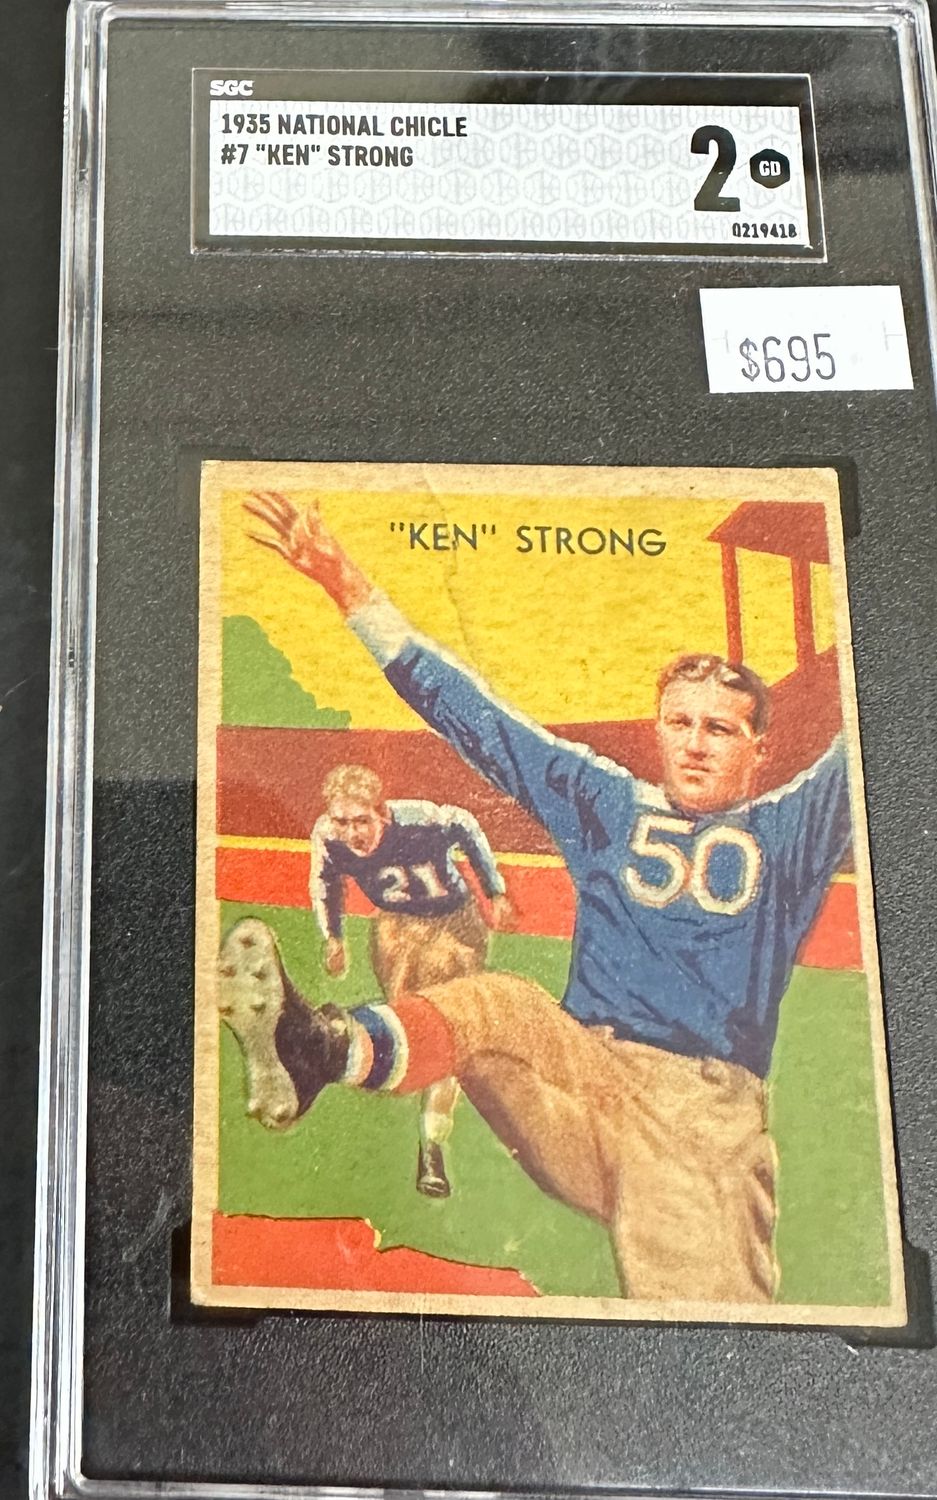 SGC
1935 NATIONAL CHICLE
#7 "KEN" STRONG
2 GD
0219418
$695
"KEN" STRONG
50
21